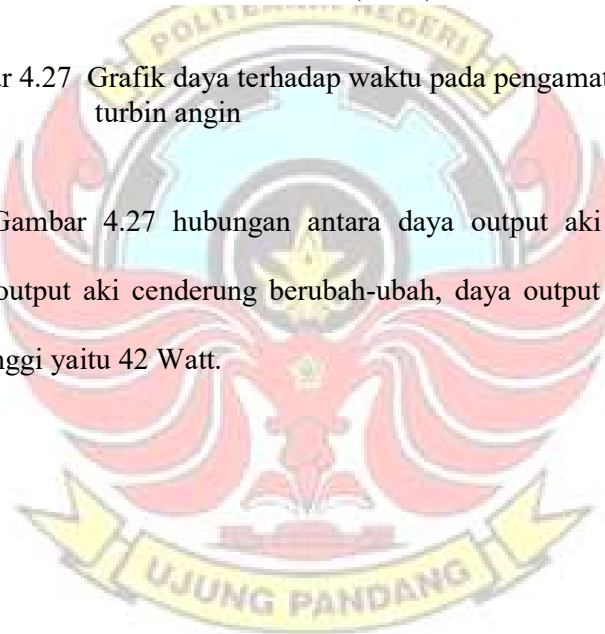 POLITEKNIK NEGERI
ar 4.27 Grafik daya terhadap waktu pada pengamat
turbin angin
Gambar 4.27 hubungan antara daya output aki
output aki cenderung berubah-ubah, daya output
nggi yaitu 42 Watt.
UJUNG PANDANG